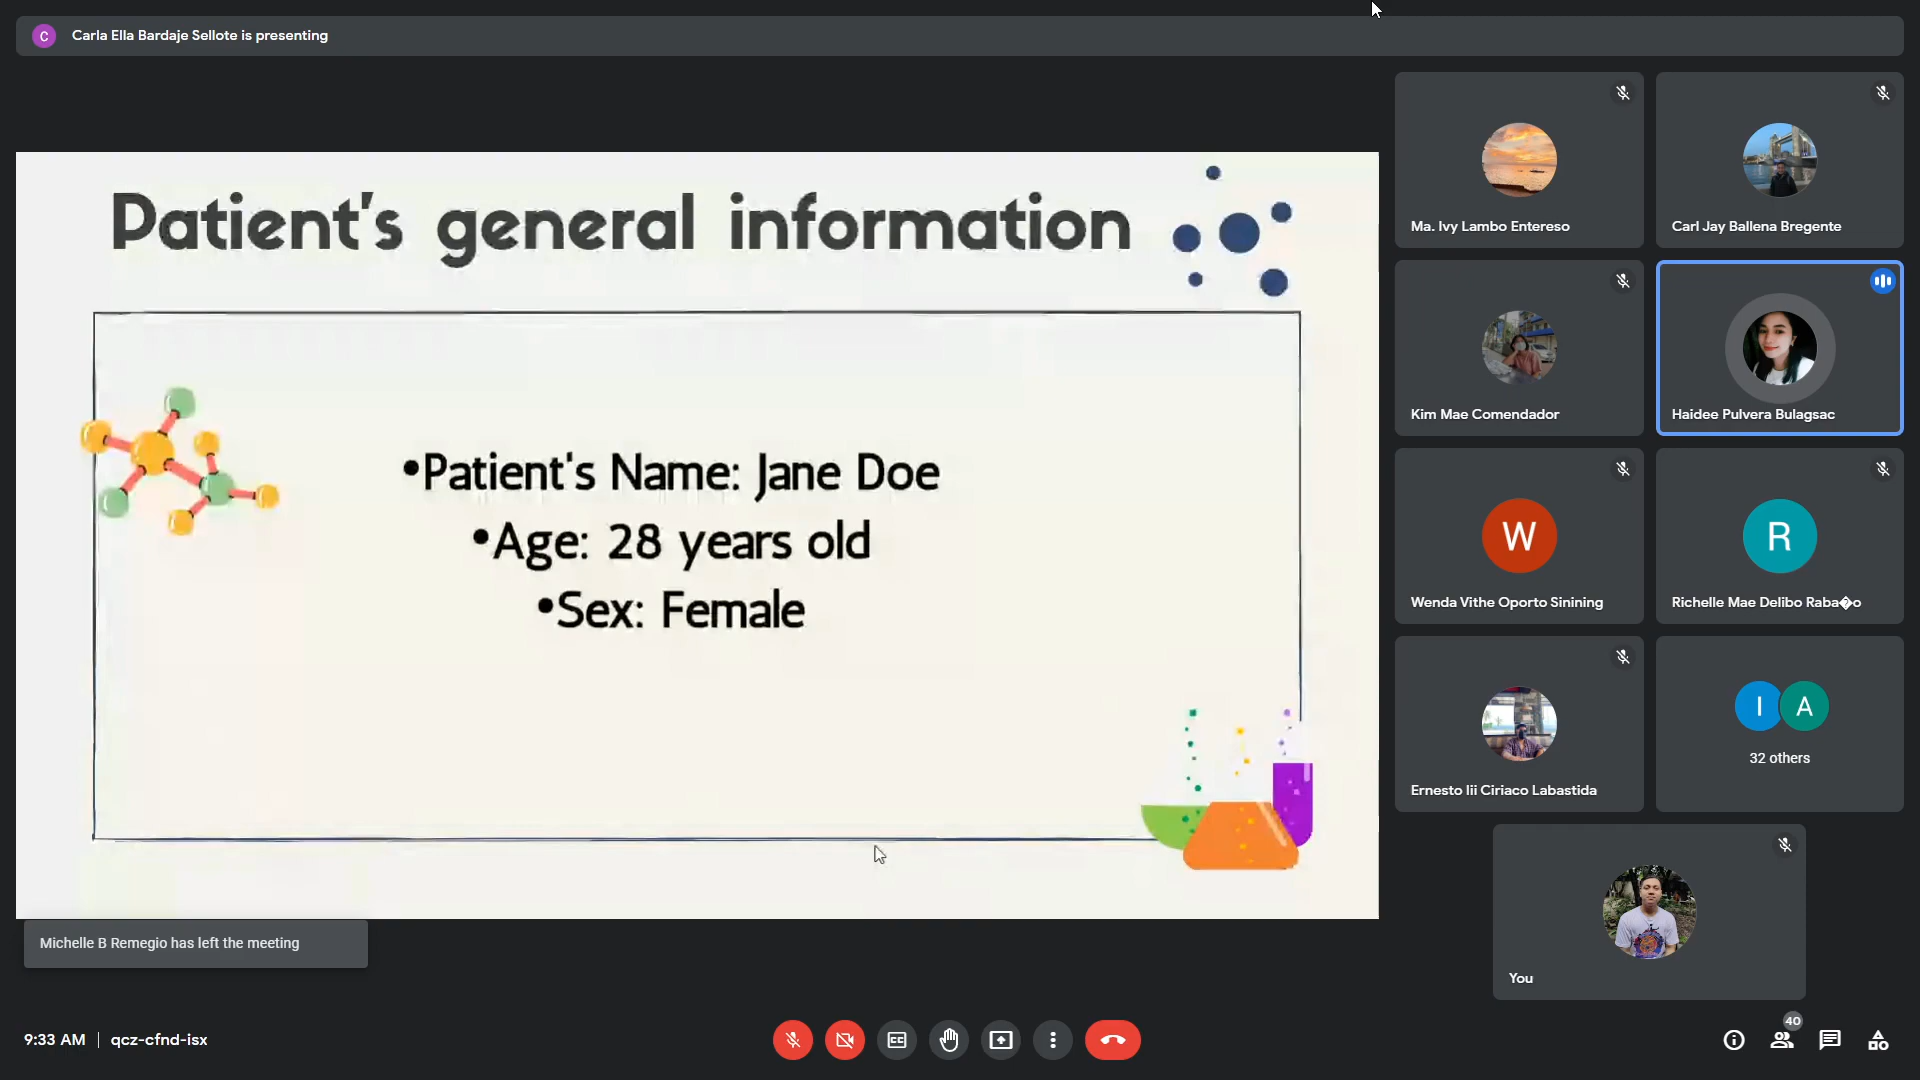 C
Carla Ella Bardaje Sellote is presenting
Patient's general information
•Patient's Name: Jane Doe
•Age: 28 years old
•Sex: Female
Ma. Ivy Lambo Entereso
Carl Jay Ballena Bregente
Kim Mae Comendador
Haidee Pulvera Bulagsac
W
Wenda Vithe Oporto Sinining
R
Richelle Mae Delibo Raba�o
Ernesto Iii Ciriaco Labastida
I A
32 others
You
Michelle B Remegio has left the meeting
9:33 AM | qcz-cfnd-isx
CC
40